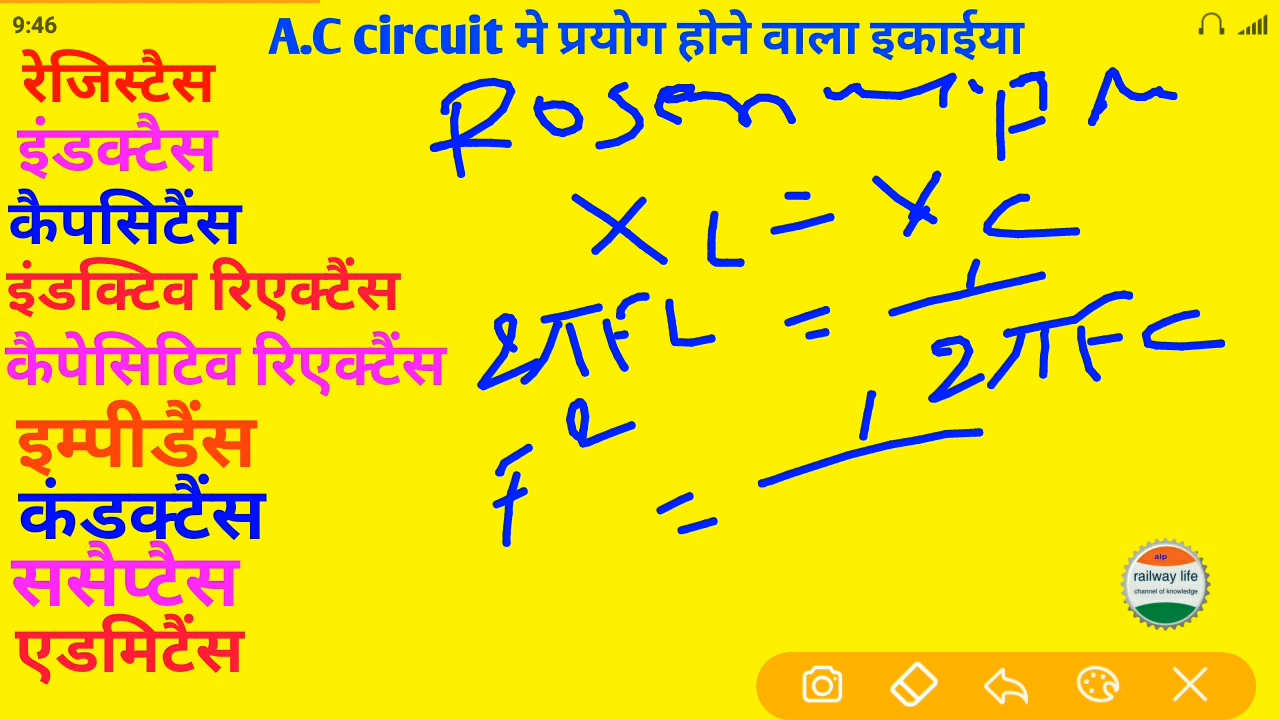 9:46
A.C circuit मे प्रयोग होने वाला इकाईया
रेजिस्टैस
इंडक्टैस
कैपसिटैंस
इंडक्टिव रिएक्टैंस
कैपेसिटिव रिएक्टैंस
इम्पीडैंस
कंडक्टैंस
ससैप्टैस
एडमिटैंस
XL = XC
2πFL = 1/2πFC
F² = 1/
alp
railway life
channel of knowledge